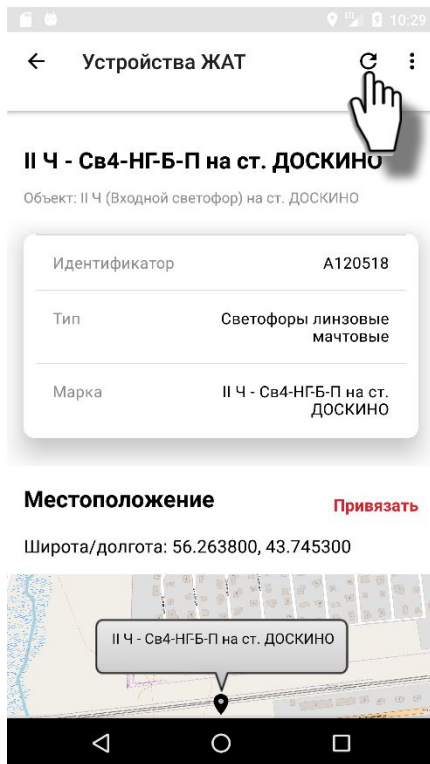 LTE 10:29
Устройства ЖАТ
II Ч - Св4-НГ-Б-П на ст. ДОСКИНО
Объект: II Ч (Входной светофор) на ст. ДОСКИНО
Идентификатор A120518
Тип Светофоры линзовые
мачтовые
Марка II Ч - Св4-НГ-Б-П на ст.
ДОСКИНО
Местоположение Привязать
Широта/долгота: 56.263800, 43.745300
II Ч - Св4-НГ-Б-П на ст. ДОСКИНО